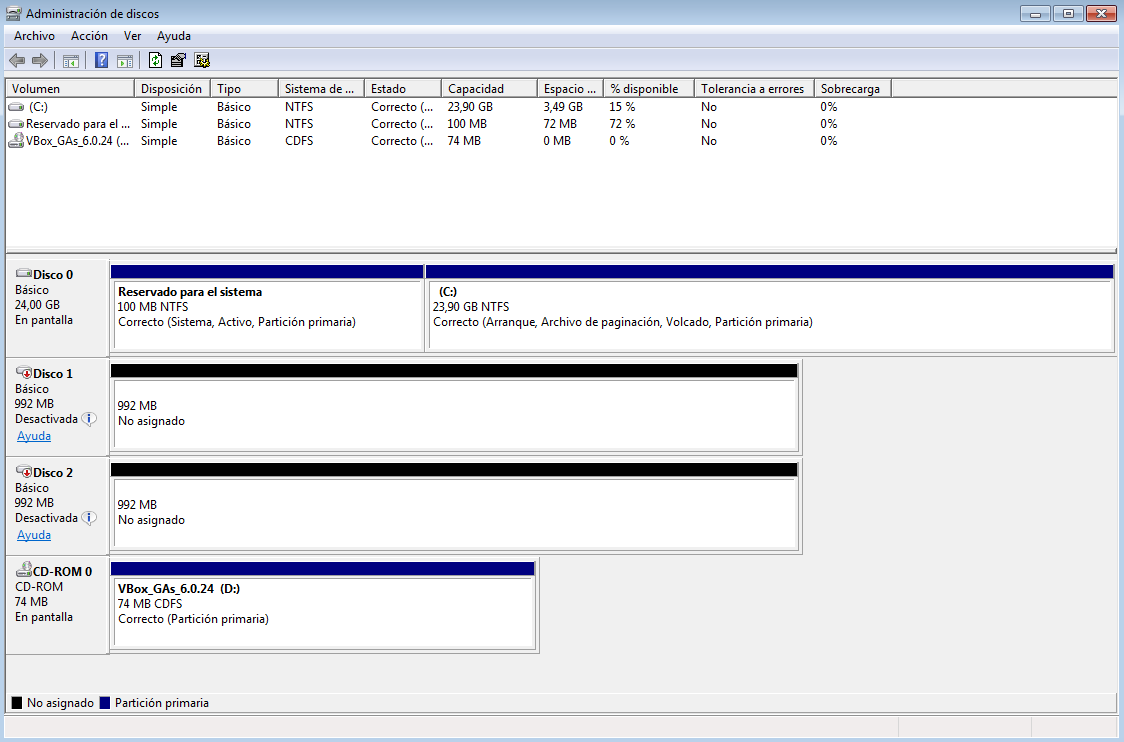 Administración de discos
Archivo Acción Ver Ayuda
Volumen Disposición Tipo Sistema de ... Estado Capacidad Espacio ... % disponible Tolerancia a errores Sobrecarga
(C:) Simple Básico NTFS Correcto (... 23,90 GB 3,49 GB 15 % No 0%
Reservado para el ... Simple Básico NTFS Correcto (... 100 MB 72 MB 72 % No 0%
VBox_GAs_6.0.24 (... Simple Básico CDFS Correcto (... 74 MB 0 MB 0 % No 0%
Disco 0
Básico
24,00 GB
En pantalla
Reservado para el sistema
100 MB NTFS
Correcto (Sistema, Activo, Partición primaria)
(C:)
23,90 GB NTFS
Correcto (Arranque, Archivo de paginación, Volcado, Partición primaria)
Disco 1
Básico
992 MB
Desactivada
Ayuda
992 MB
No asignado
Disco 2
Básico
992 MB
Desactivada
Ayuda
992 MB
No asignado
CD-ROM 0
CD-ROM
74 MB
En pantalla
VBox_GAs_6.0.24 (D:)
74 MB CDFS
Correcto (Partición primaria)
No asignado Partición primaria